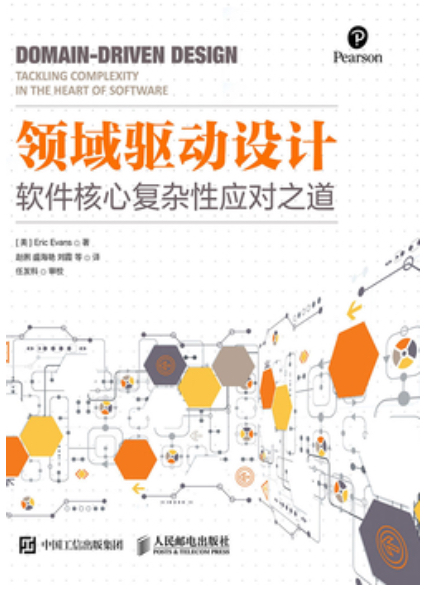 Pearson
DOMAIN-DRIVEN DESIGN
TACKLING COMPLEXITY
IN THE HEART OF SOFTWARE
领域驱动设计
软件核心复杂性应对之道
[ 美 ] Eric Evans ○ 著
赵俐 盛海艳 刘霞 等 ○ 译
任发科 ○ 审校
中国工信出版集团
人民邮电出版社
POSTS & TELECOM PRESS